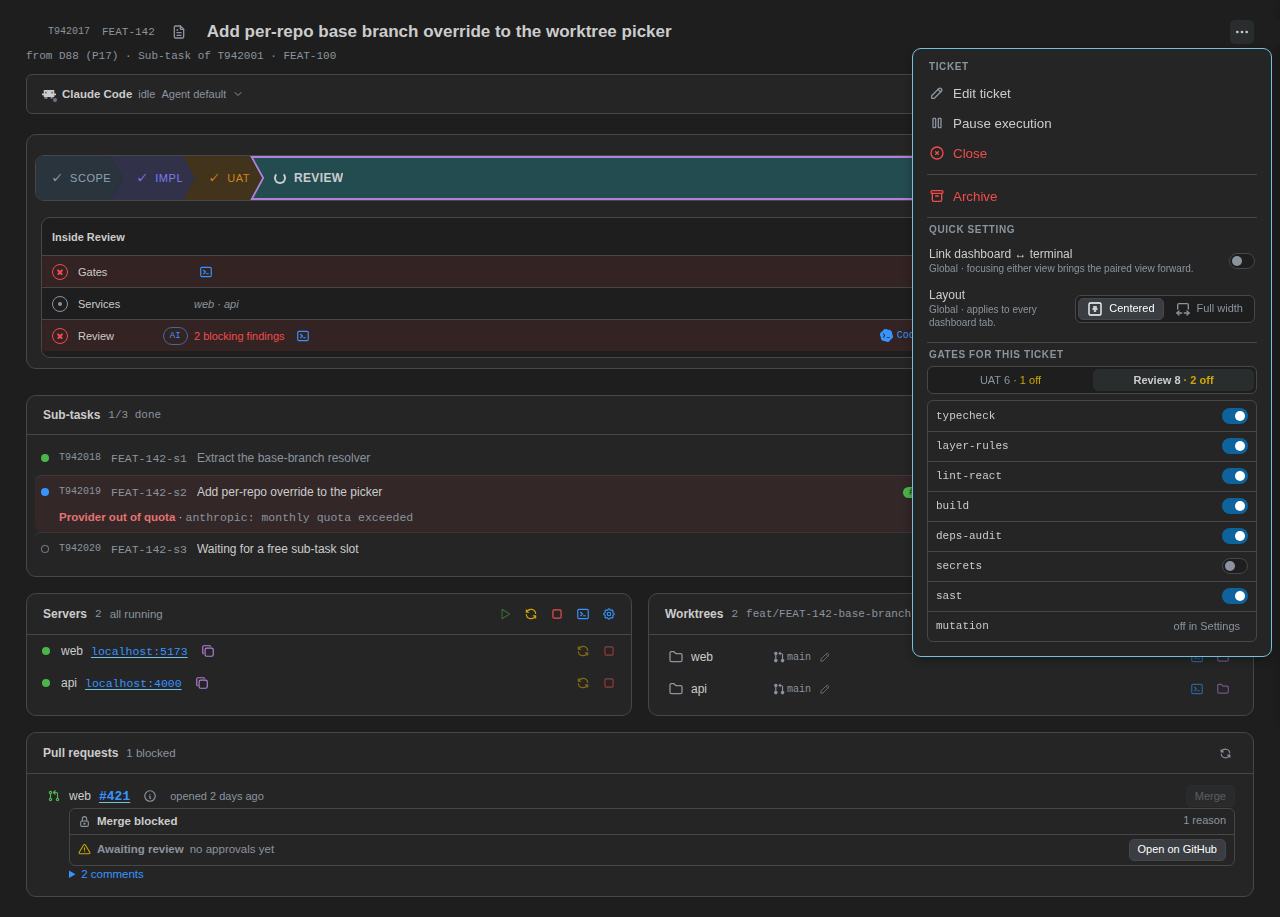 T942017 FEAT-142 Add per-repo base branch override to the worktree picker
from D88 (P17) · Sub-task of T942001 · FEAT-100
Claude Code idle Agent default
SCOPE IMPL UAT REVIEW
Inside Review
Gates
Services web · api
Review AI 2 blocking findings
Sub-tasks 1/3 done
T942018 FEAT-142-s1 Extract the base-branch resolver
T942019 FEAT-142-s2 Add per-repo override to the picker
Provider out of quota · anthropic: monthly quota exceeded
T942020 FEAT-142-s3 Waiting for a free sub-task slot
Servers 2 all running
web localhost:5173
api localhost:4000
Worktrees 2 feat/FEAT-142-base-branch
web main
api main
Pull requests 1 blocked
web #421 opened 2 days ago Merge
Merge blocked 1 reason
Awaiting review no approvals yet Open on GitHub
2 comments
TICKET
Edit ticket
Pause execution
Close
Archive
QUICK SETTING
Link dashboard ↔ terminal
Global · focusing either view brings the paired view forward.
Layout
Global · applies to every
dashboard tab.
Centered Full width
GATES FOR THIS TICKET
UAT 6 · 1 off Review 8 · 2 off
typecheck
layer-rules
lint-react
build
deps-audit
secrets
sast
mutation off in Settings